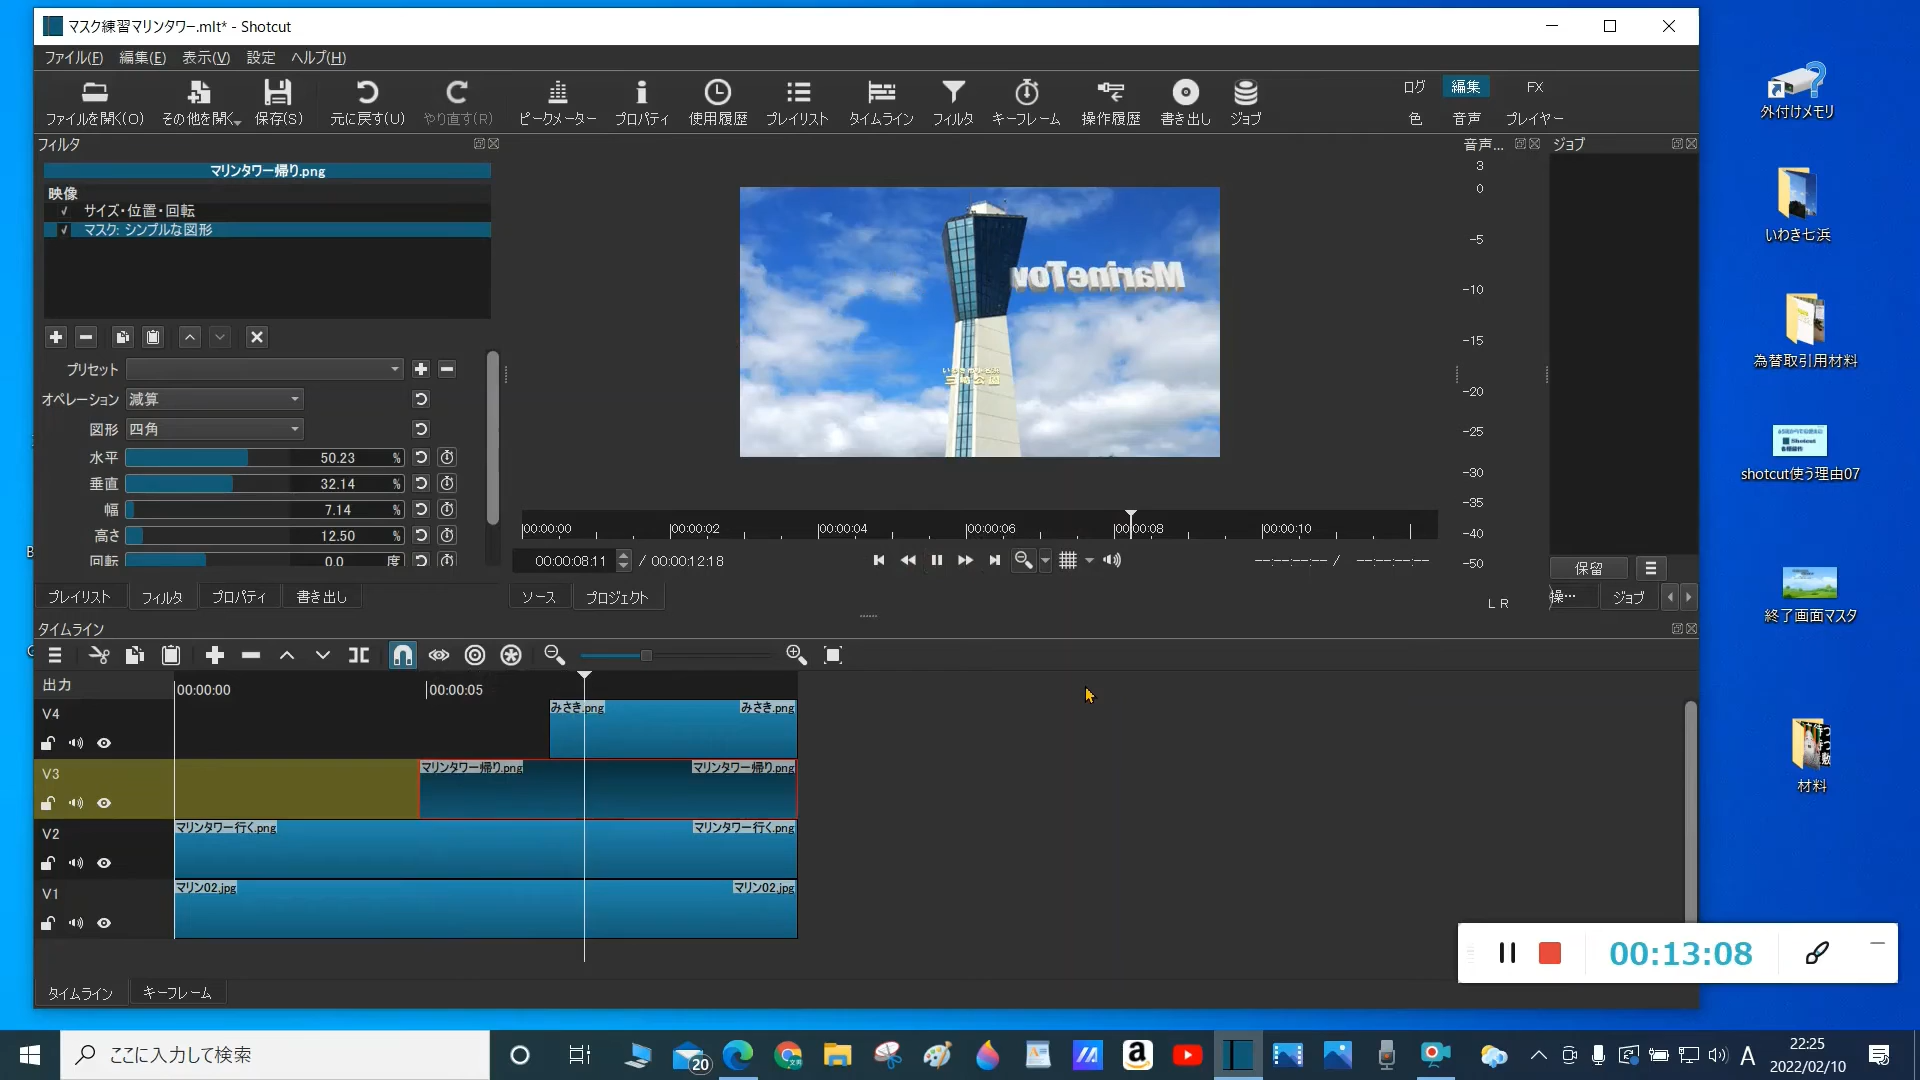 マスク練習マリンタワー.mlt* - Shotcut
ファイル(F) 編集(E) 表示(V) 設定 ヘルプ(H)
ファイルを開く(O) その他を開く 保存(S) 元に戻す(U) やり直す(R) ピークメーター プロパティ 使用履歴 プレイリスト タイムライン フィルタ キーフレーム 操作履歴 書き出し ジョブ
ログ 編集 FX
色 音声 プレイヤー
フィルタ
マリンタワー帰り.png
映像
サイズ・位置・回転
マスク: シンプルな図形
プリセット
オペレーション 減算
図形 四角
水平 50.23 %
垂直 32.14 %
幅 7.14 %
高さ 12.50 %
回転 0.0 度
プレイリスト フィルタ プロパティ 書き出し
MarineTow
三崎公園
00:00:00 00:00:02 00:00:04 00:00:06 00:00:08 00:00:10
00:00:08:11 / 00:00:12:18
--:--:--:-- / --:--:--:--
ソース プロジェクト
音声...
3
0
-5
-10
-15
-20
-25
-30
-35
-40
-50
L R
ジョブ
保留
操… ジョブ
タイムライン
出力
00:00:00 00:00:05
V4
みさき.png みさき.png
V3
マリンタワー帰り.png マリンタワー帰り.png
V2
マリンタワー行く.png マリンタワー行く.png
V1
マリン02.jpg マリン02.jpg
タイムライン キーフレーム
外付けメモリ
いわき七浜
為替取引用材料
Shotcut
shotcut使う理由07
終了画面マスタ
材料
00:13:08
ここに入力して検索
20
A
22:25
2022/02/10